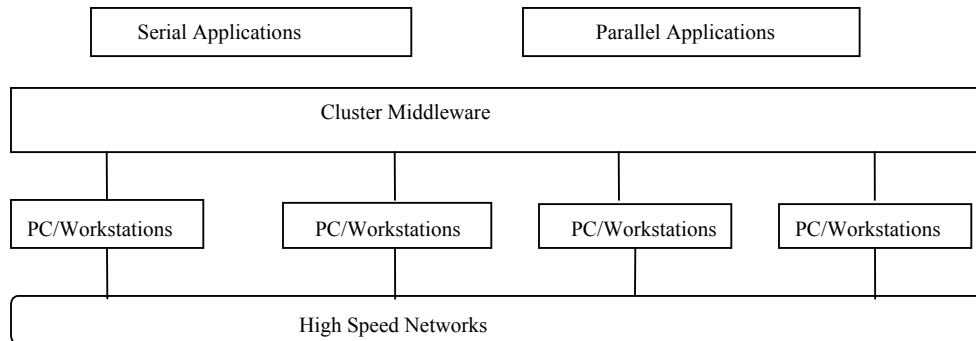 Serial Applications
Parallel Applications
Cluster Middleware
PC/Workstations
PC/Workstations
PC/Workstations
PC/Workstations
High Speed Networks